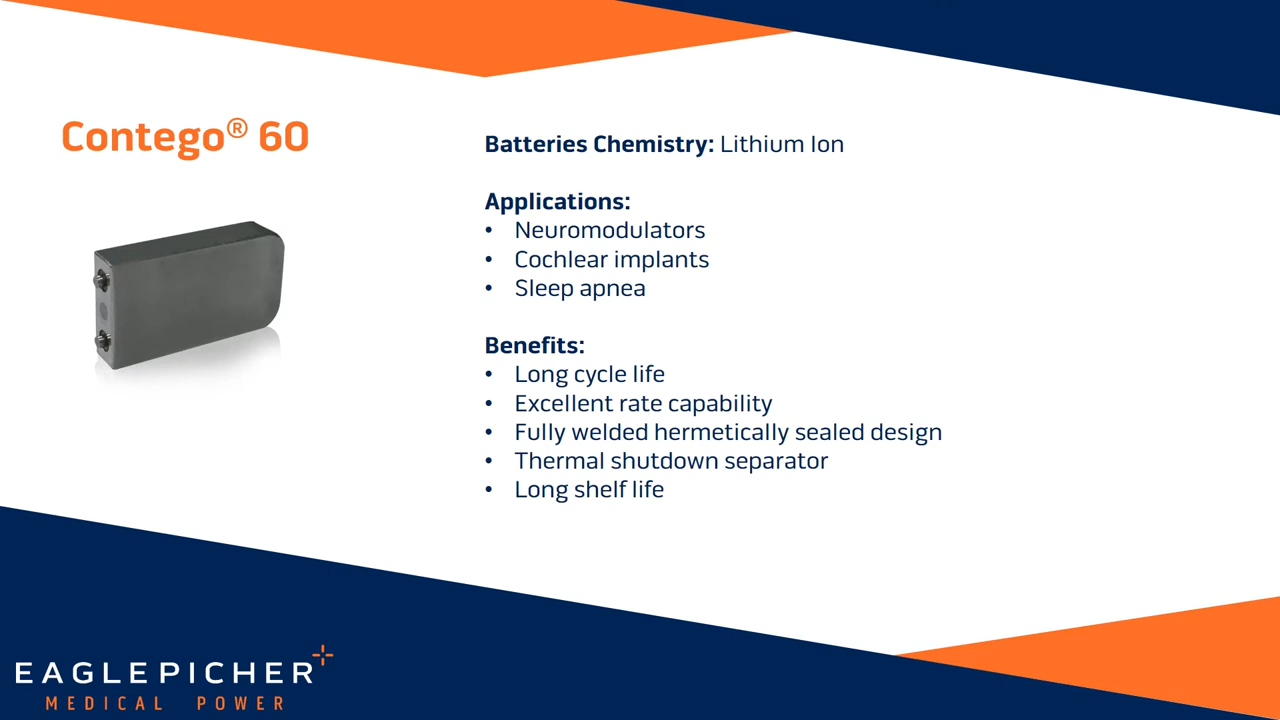 Contego® 60
Batteries Chemistry: Lithium Ion
Applications:
• Neuromodulators
• Cochlear implants
• Sleep apnea
Benefits:
• Long cycle life
• Excellent rate capability
• Fully welded hermetically sealed design
• Thermal shutdown separator
• Long shelf life
EAGLEPICHER
MEDICAL POWER